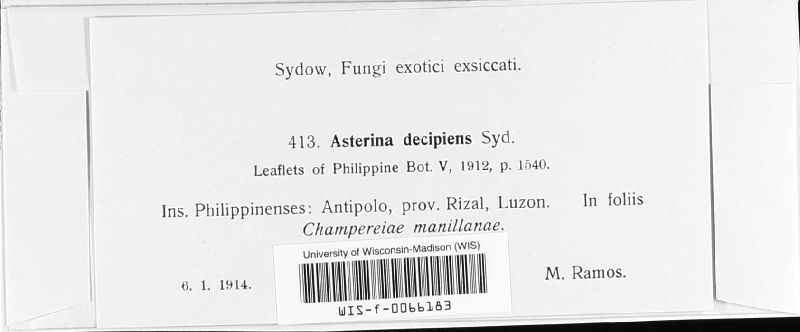 Sydow, Fungi exotici exsiccati.
413. Asterina decipiens Syd.
Leaflets of Philippine Bot. V, 1912, p. 1540.
Ins. Philippinenses: Antipolo, prov. Rizal, Luzon. In foliis
Champereiae manillanae.
University of Wisconsin-Madison (WIS)
6. 1. 1914. M. Ramos.
WIS-f-0066183